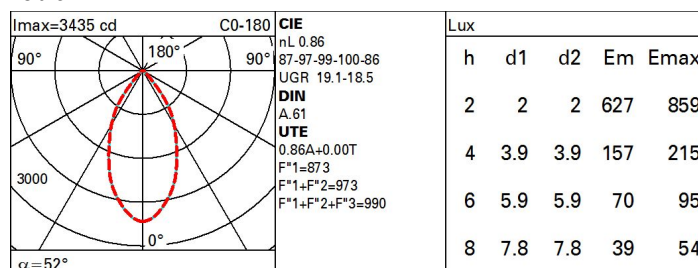 Imax=3435 cd C0-180
90° 180° 90°
3000
0°
α=52°
CIE
nL 0.86
87-97-99-100-86
UGR 19.1-18.5
DIN
A.61
UTE
0.86A+0.00T
F"1=873
F"1+F"2=973
F"1+F"2+F"3=990
Lux
h d1 d2 Em Emax
2 2 2 627 859
4 3.9 3.9 157 215
6 5.9 5.9 70 95
8 7.8 7.8 39 54